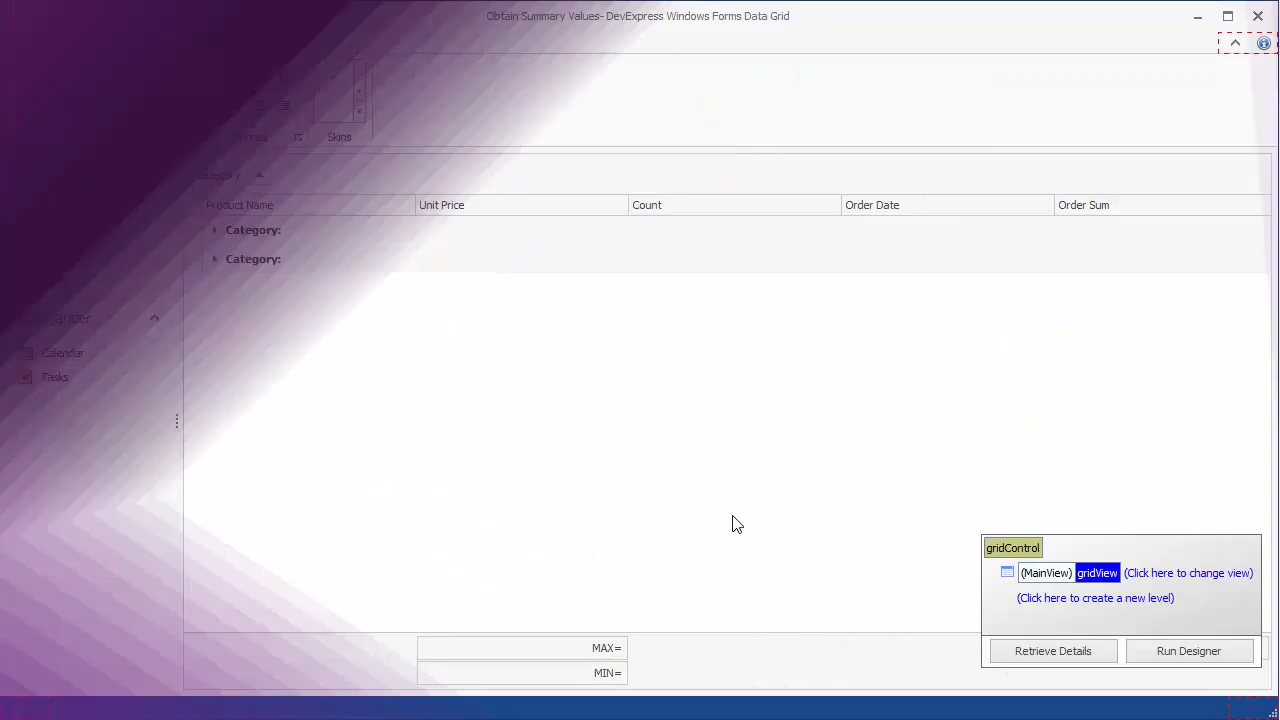 Obtain Summary Values- DevExpress Windows Forms Data Grid
Skins
Category
Product Name Unit Price Count Order Date Order Sum
Category:
Category:
Calendar
Tasks
gridControl
(MainView) gridView (Click here to change view)
(Click here to create a new level)
Retrieve Details Run Designer
MAX=
MIN=